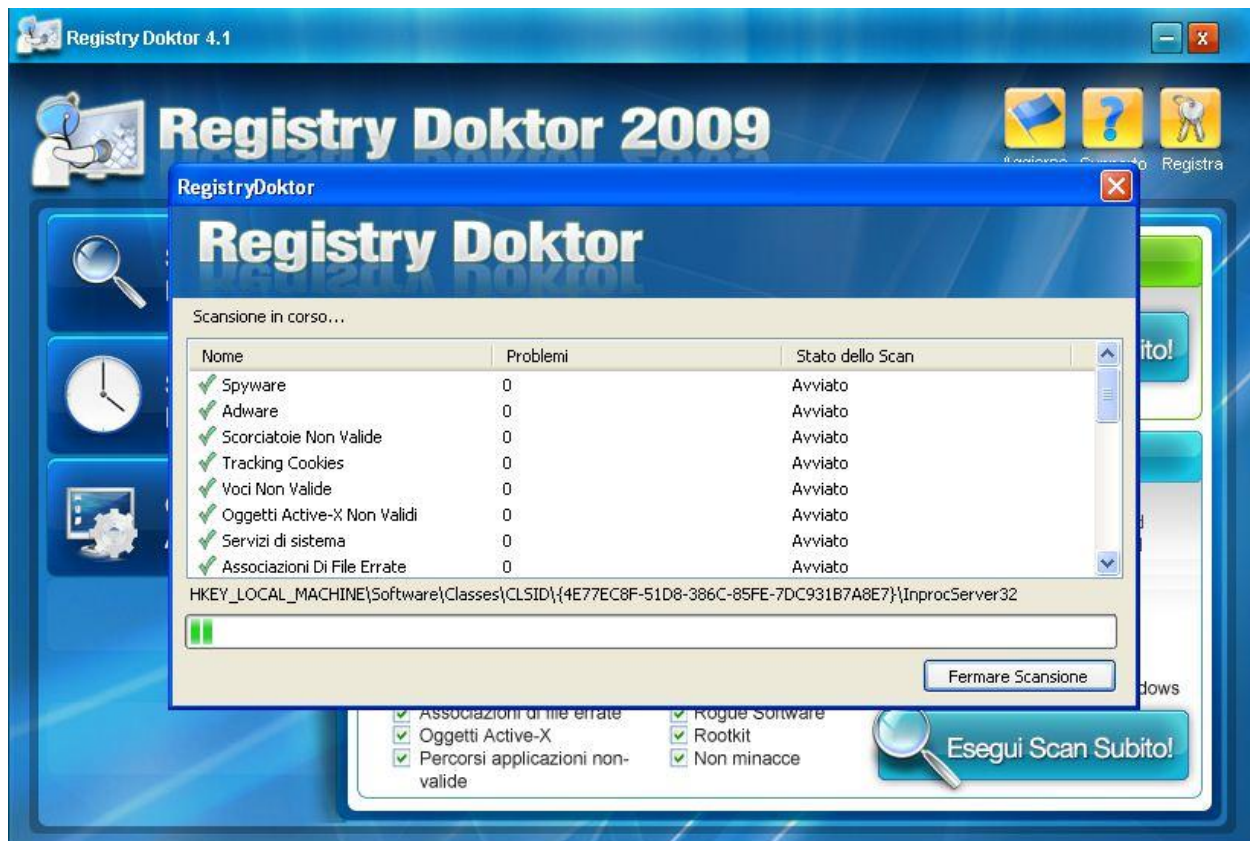 Registry Doktor 4.1
Registry Doktor 2009
Registra
RegistryDoktor
Registry Doktor
Scansione in corso...
Nome Problemi Stato dello Scan
Spyware 0 Avviato
Adware 0 Avviato
Scorciatoie Non Valide 0 Avviato
Tracking Cookies 0 Avviato
Voci Non Valide 0 Avviato
Oggetti Active-X Non Validi 0 Avviato
Servizi di sistema 0 Avviato
Associazioni Di File Errate 0 Avviato
HKEY_LOCAL_MACHINE\Software\Classes\CLSID\{4E77EC8F-51D8-386C-85FE-7DC931B7A8E7}\InprocServer32
Fermare Scansione
Associazioni di file errate
Oggetti Active-X
Percorsi applicazioni non-
valide
Rogue Software
Rootkit
Non minacce
Esegui Scan Subito!